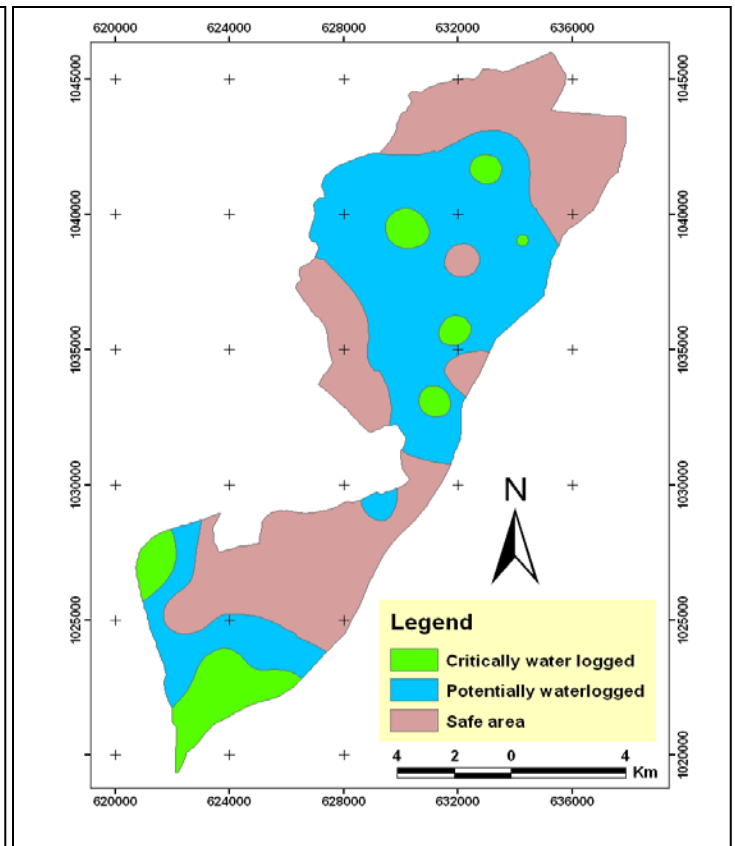 620000 624000 628000 632000 636000
1045000 1045000
1040000 1040000
1035000 1035000
1030000 1030000
N
1025000 1025000
Legend
Critically water logged
Potentially waterlogged
Safe area
1020000 1020000
4 2 0 4
Km
620000 624000 628000 632000 636000